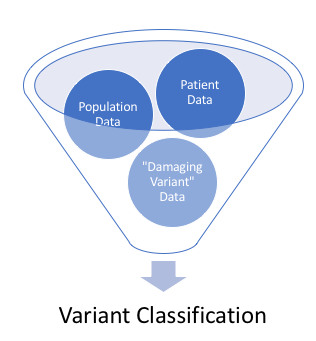 Population
Data
Patient
Data
"Damaging
Variant"
Data
Variant Classification